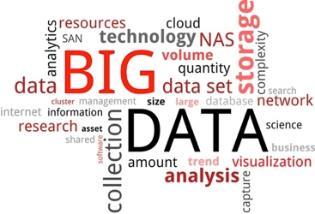 resources
cloud
storage
analytics
SAN
technology
NAS
complexity
BIG
volume
quantity
data
data set
search
cluster
management
size
large
database
network
internet
information
collection
DATA
science
research
asset
shared
software
business
amount
trend
visualization
analysis
capture